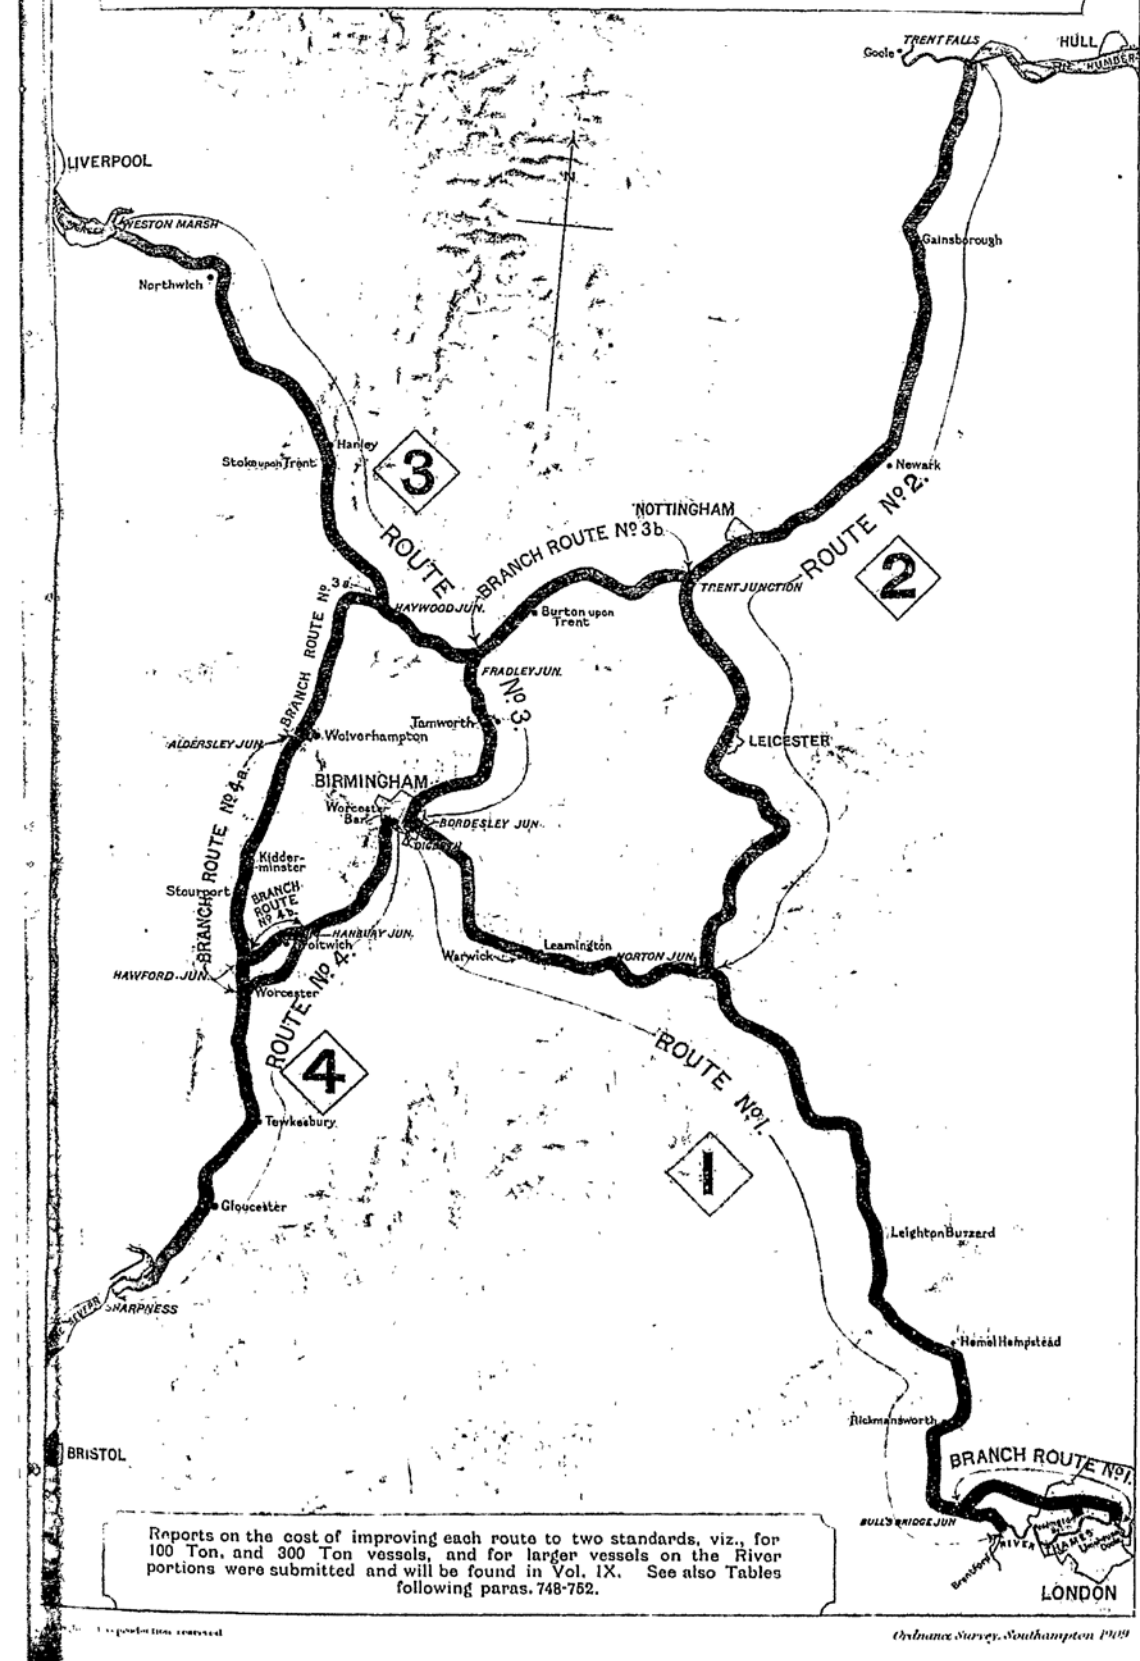 TRENT FALLS
HULL
Goole
HUMBER
LIVERPOOL
MERSEY
WESTON MARSH
N
Gainsborough
Northwich
Hanley
3
Stoke upon Trent
Newark
NOTTINGHAM
ROUTE No 2.
BRANCH ROUTE No 3b
ROUTE
2
BRANCH ROUTE No 3a.
TRENT JUNCTION
HAYWOOD JUN.
Burton upon
Trent
FRADLEY JUN.
No 3.
Tamworth
Wolverhampton
ALDERSLEY JUN.
LEICESTER
BIRMINGHAM
BRANCH ROUTE No 4a.
Worcester
Bar
BORDESLEY JUN.
DIGBETH
Kidder-
minster
Stourport
BRANCH
ROUTE
No 4b.
HANBURY JUN.
Droitwich
Leamington
Warwick
NORTON JUN.
HAWFORD JUN.
Worcester
ROUTE No 4.
ROUTE No 1.
4
Tewkesbury
1
Gloucester
Leighton Buzzard
SHARPNESS
SEVERN
Hemel Hempstead
Rickmansworth
BRISTOL
BRANCH ROUTE No 1.
BULL'S BRIDGE JUN
RIVER THAMES
Brentford
LONDON
Reports on the cost of improving each route to two standards, viz., for
100 Ton, and 300 Ton vessels, and for larger vessels on the River
portions were submitted and will be found in Vol. IX. See also Tables
following paras. 748-752.
reproduction reserved
Ordnance Survey, Southampton 1909